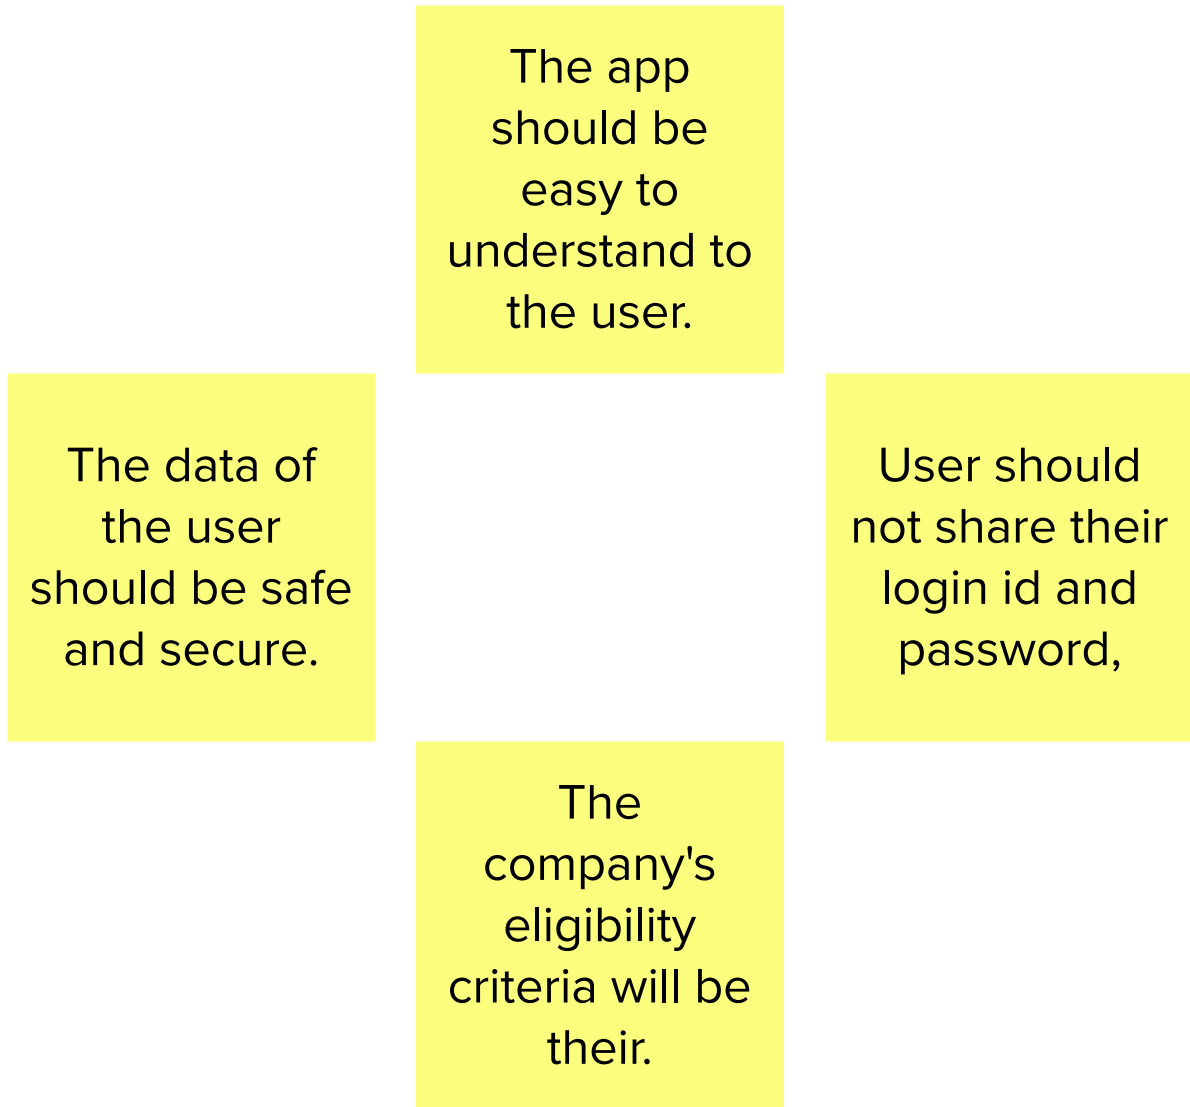 The app
should be
easy to
understand to
the user.
The data of
the user
should be safe
and secure.
User should
not share their
login id and
password,
The
company's
eligibility
criteria will be
their.